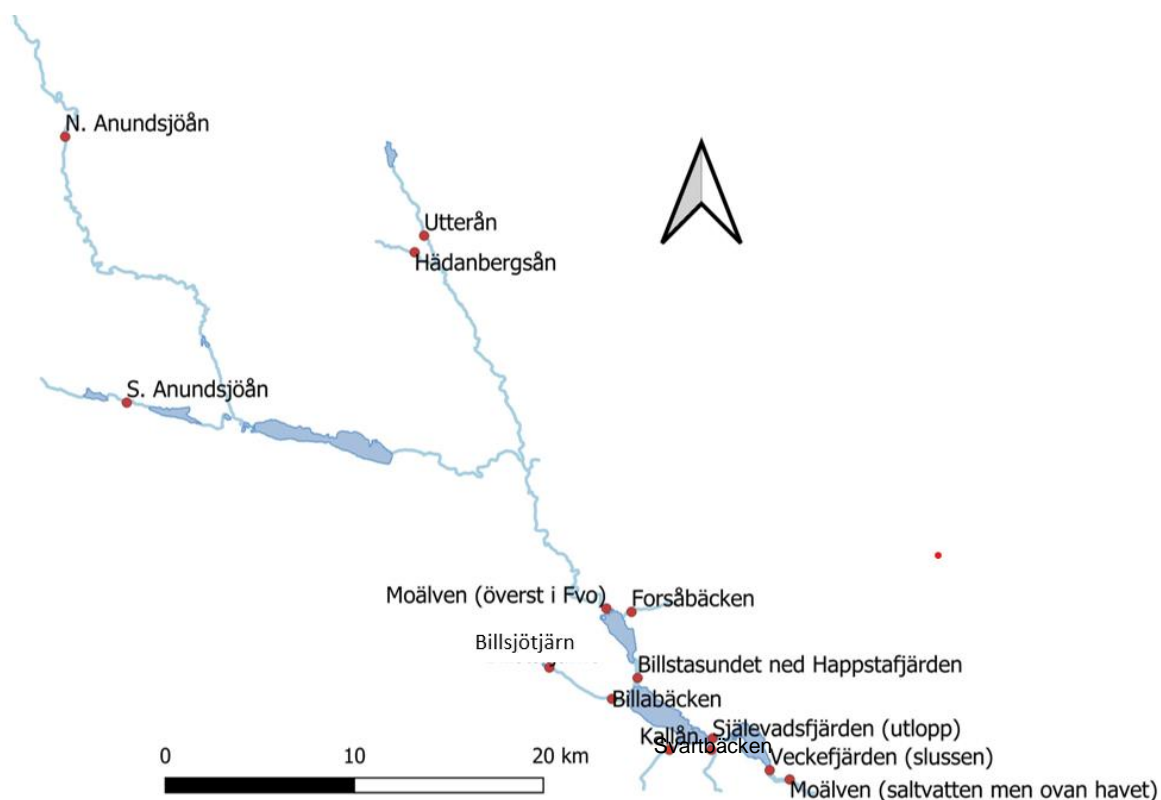 N. Anundsjöån
Utterån
Hädanbergsån
S. Anundsjöån
Moälven (överst i Fvo)
Forsåbäcken
Billsjötjärn
Billstasundet ned Happstafjärden
Billabäcken
Själevadsfjärden (utlopp)
Kallån
Svartbäcken
0 10 20 km
Veckefjärden (slussen)
Moälven (saltvatten men ovan havet)